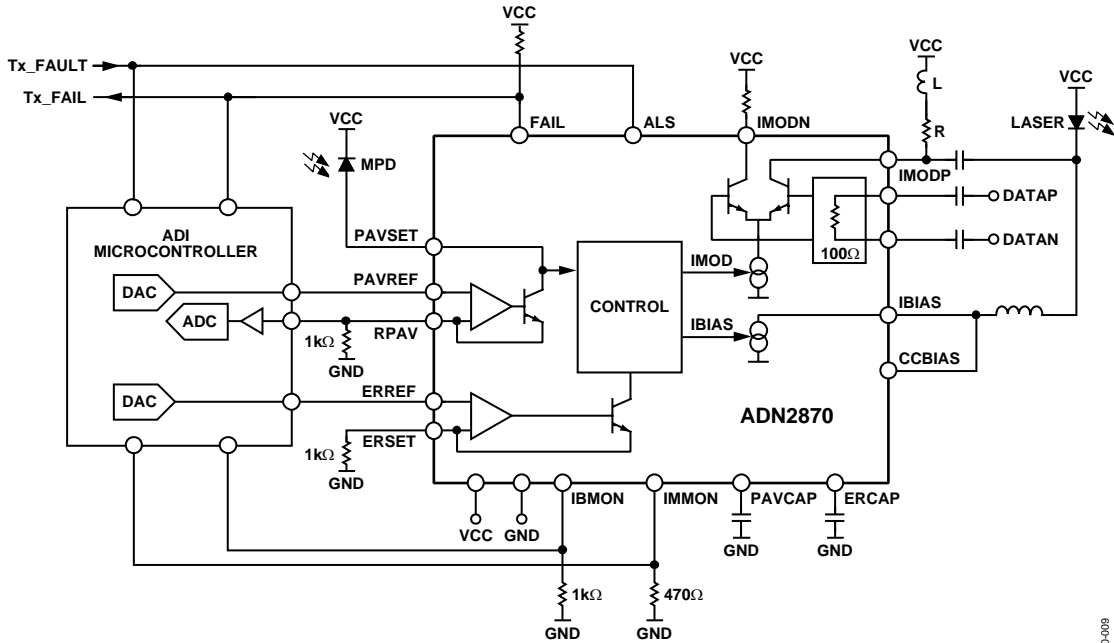 VCC
Tx_FAULT
Tx_FAIL
VCC
L
R
VCC
LASER
VCC
MPD
FAIL
ALS
IMODN
IMODP
DATAP
DATAN
100Ω
ADI
MICROCONTROLLER
DAC
ADC
DAC
PAVSET
PAVREF
RPAV
1kΩ
GND
ERREF
ERSET
1kΩ
GND
CONTROL
IMOD
IBIAS
IBIAS
CCBIAS
ADN2870
VCC
GND
IBMON
IMMON
PAVCAP
ERCAP
GND
GND
1kΩ
GND
470Ω
GND